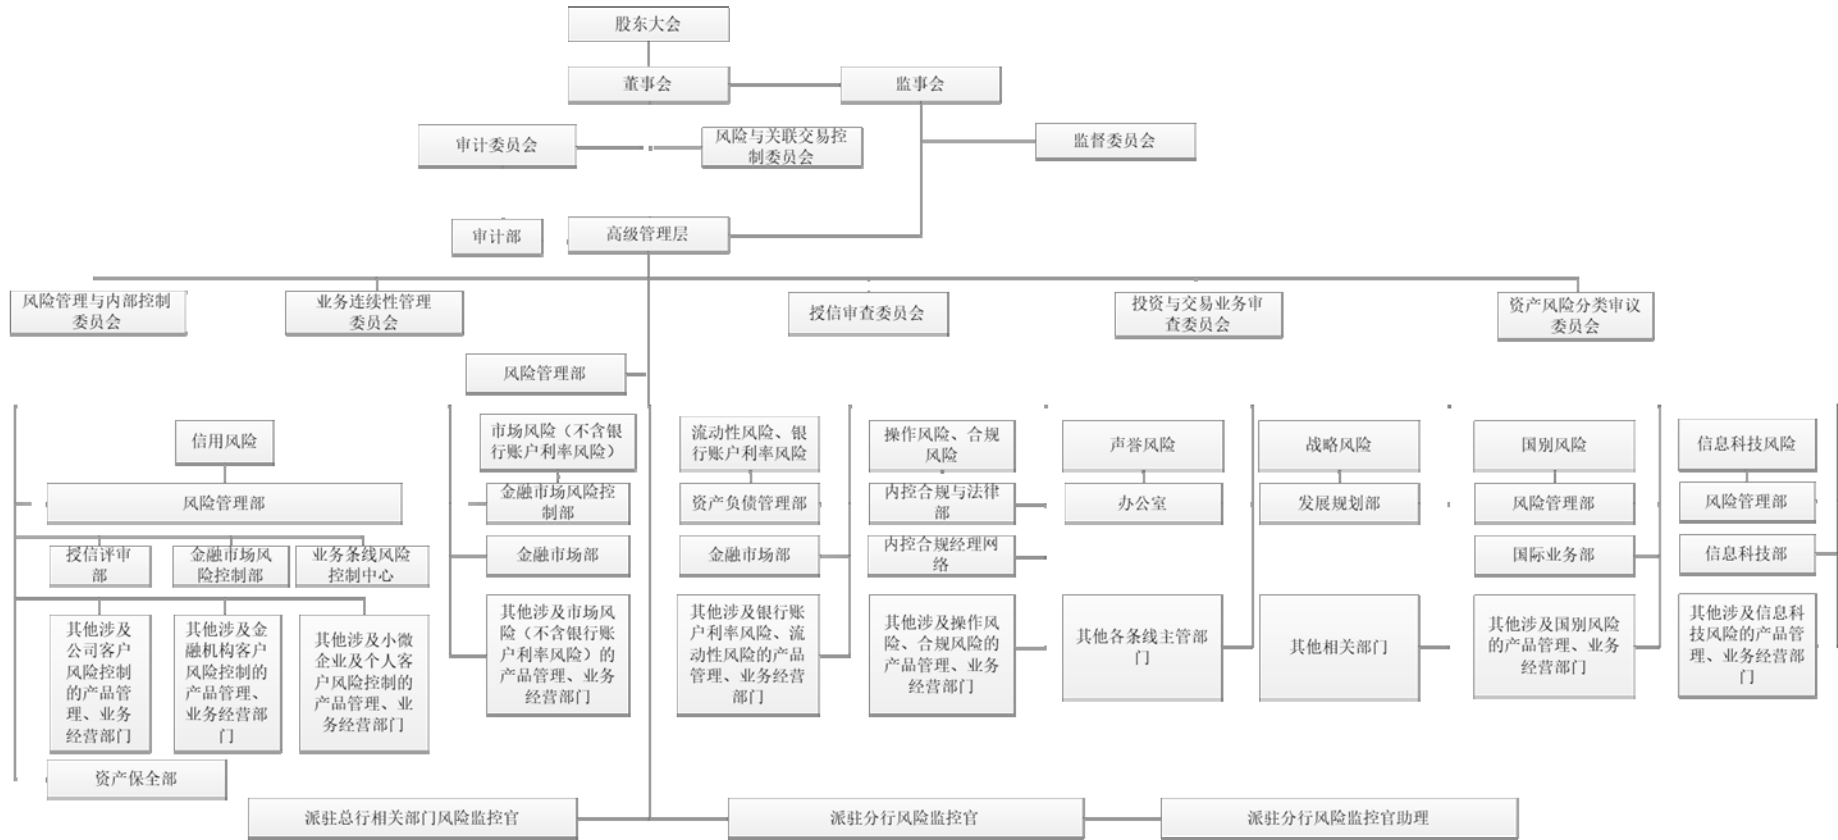 股东大会
董事会
监事会
审计委员会
风险与关联交易控
制委员会
监督委员会
审计部
高级管理层
风险管理与内部控制
委员会
业务连续性管理
委员会
授信审查委员会
投资与交易业务审
查委员会
资产风险分类审议
委员会
风险管理部
信用风险
市场风险（不含银
行账户利率风险）
流动性风险、银
行账户利率风险
操作风险、合规
风险
声誉风险
战略风险
国别风险
信息科技风险
风险管理部
金融市场风险控
制部
资产负债管理部
内控合规与法律
部
办公室
发展规划部
风险管理部
风险管理部
授信评审
部
金融市场风
险控制部
业务条线风险
控制中心
金融市场部
金融市场部
内控合规经理网
络
国际业务部
信息科技部
其他涉及
公司客户
风险控制
的产品管
理、业务
经营部门
其他涉及金
融机构客户
风险控制的
产品管理、
业务经营部
门
其他涉及小微
企业及个人客
户风险控制的
产品管理、业
务经营部门
其他涉及市场风
险（不含银行账
户利率风险）的
产品管理、业务
经营部门
其他涉及银行账
户利率风险、流
动性风险的产品
管理、业务经营
部门
其他涉及操作风
险、合规风险的
产品管理、业务
经营部门
其他各条线主管部
门
其他相关部门
其他涉及国别风险
的产品管理、业务
经营部门
其他涉及信息科
技风险的产品管
理、业务经营部
门
资产保全部
派驻总行相关部门风险监控官
派驻分行风险监控官
派驻分行风险监控官助理